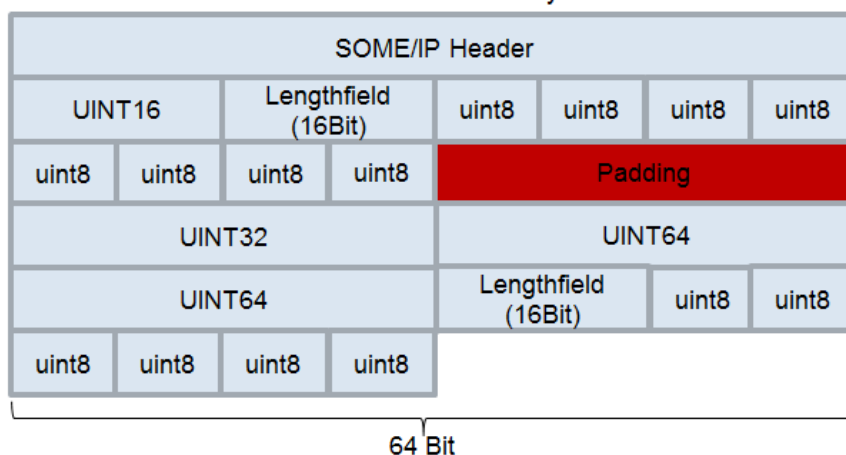 SOME/IP Header
UINT16 Lengthfield (16Bit) uint8 uint8 uint8 uint8
uint8 uint8 uint8 uint8 Padding
UINT32 UINT64
UINT64 Lengthfield (16Bit) uint8 uint8
uint8 uint8 uint8 uint8
64 Bit